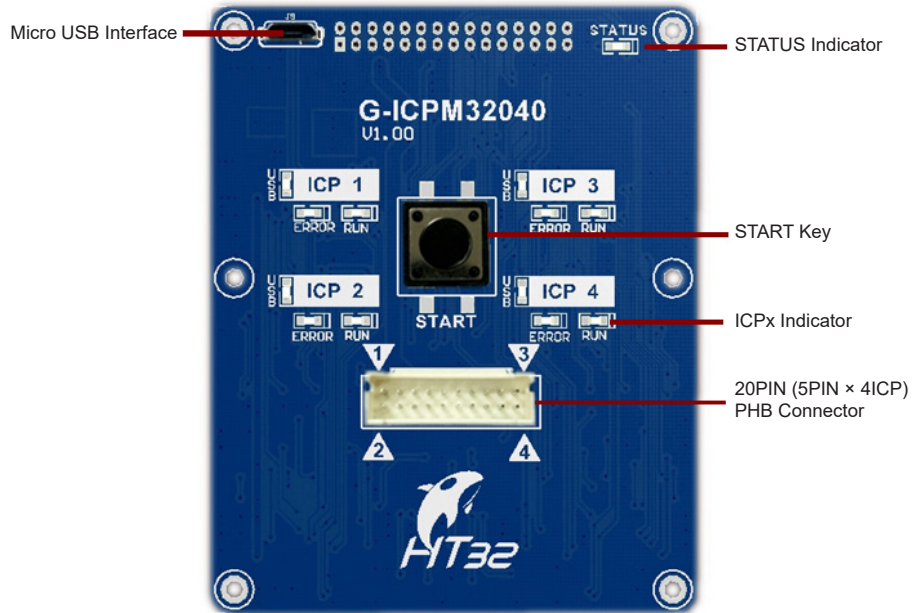 Micro USB Interface
J9
STATUS
STATUS Indicator
G-ICPM32040
V1.00
USB
ICP 1
ERROR RUN
USB
ICP 3
ERROR RUN
START Key
USB
ICP 2
ERROR RUN
START
USB
ICP 4
ERROR RUN
ICPx Indicator
1
3
20PIN (5PIN × 4ICP)
PHB Connector
2
4
HT32